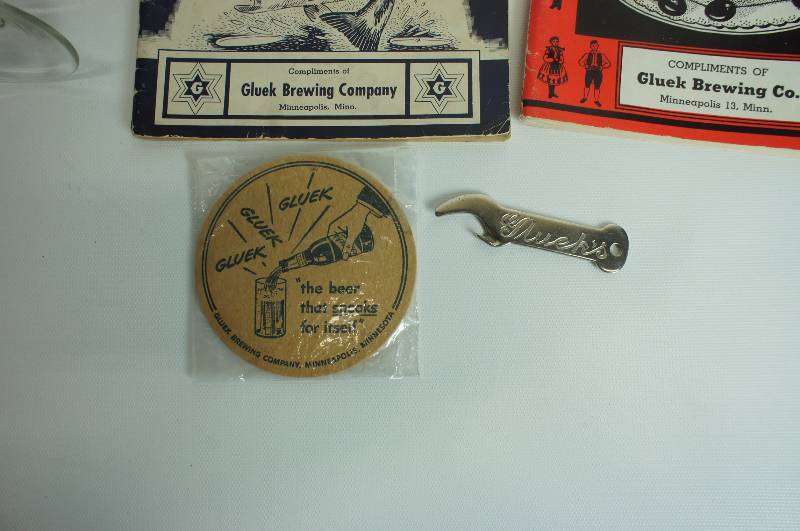 Compliments of
G Gluek Brewing Company G
Minneapolis, Minn.
COMPLIMENTS OF
Gluek Brewing Co.
Minneapolis 13, Minn.
GLUEK
GLUEK
GLUEK
"the beer
that speaks
for itself"
GLUEK BREWING COMPANY, MINNEAPOLIS, MINNESOTA
Gluek's